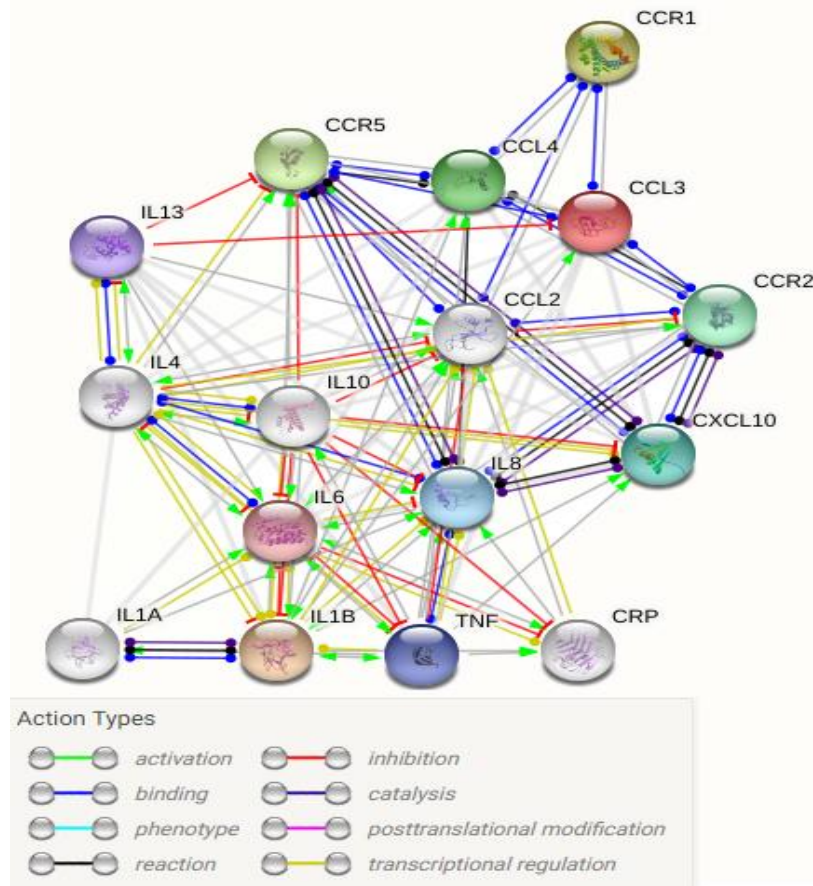 CCR1
CCR5
CCL4
CCL3
IL13
CCR2
CCL2
IL4
IL10
CXCL10
IL8
IL6
IL1A
IL1B
TNF
CRP
Action Types
activation
inhibition
binding
catalysis
phenotype
posttranslational modification
reaction
transcriptional regulation